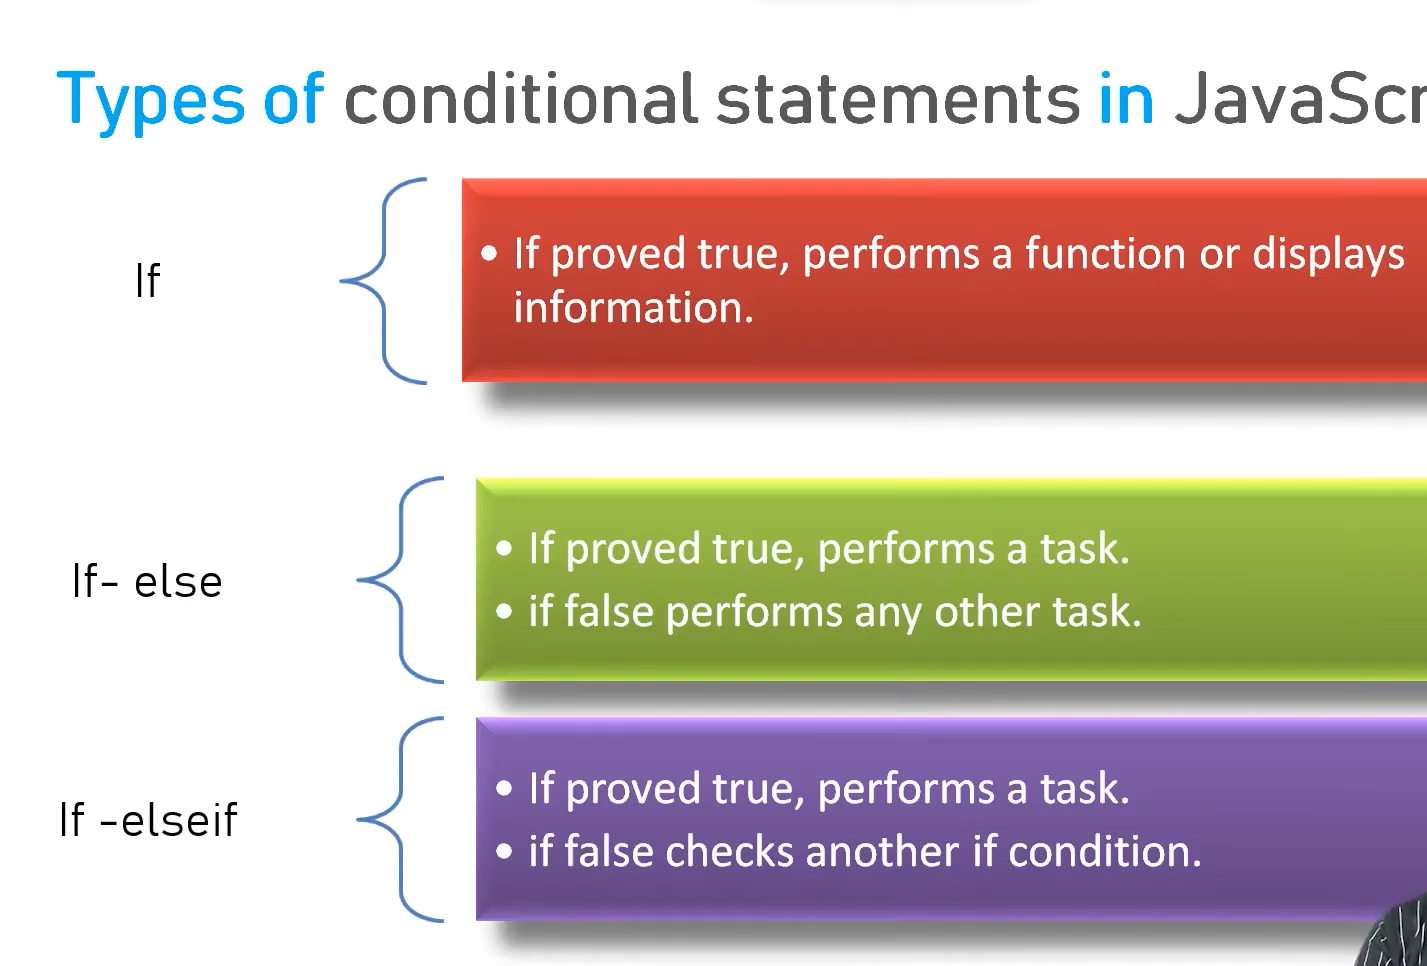 Types of conditional statements in JavaScr
If
• If proved true, performs a function or displays
information.
If- else
• If proved true, performs a task.
• if false performs any other task.
If -elseif
• If proved true, performs a task.
• if false checks another if condition.